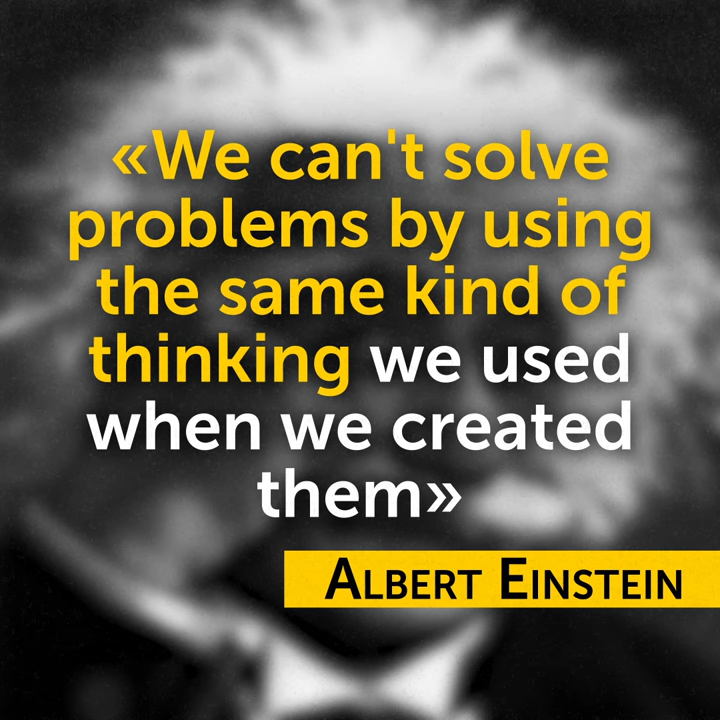 «We can't solve
problems by using
the same kind of
thinking we used
when we created
them»
Albert Einstein